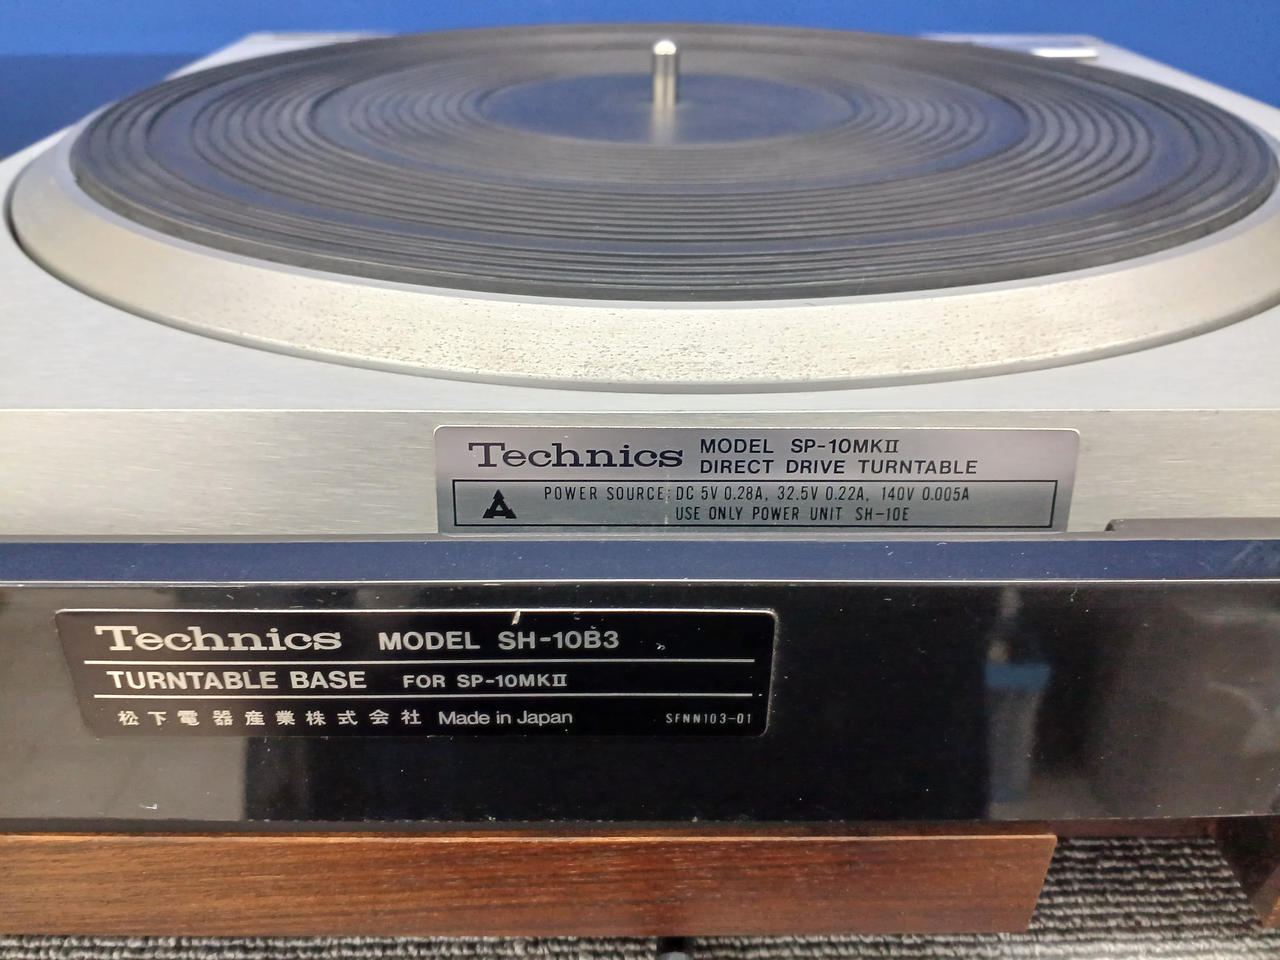 Technics MODEL SP-10MKII
DIRECT DRIVE TURNTABLE
POWER SOURCE: DC 5V 0.28A, 32.5V 0.22A, 140V 0.005A
USE ONLY POWER UNIT SH-10E
Technics MODEL SH-10B3
TURNTABLE BASE FOR SP-10MKII
松下電器産業株式会社 Made in Japan SFNN103-01